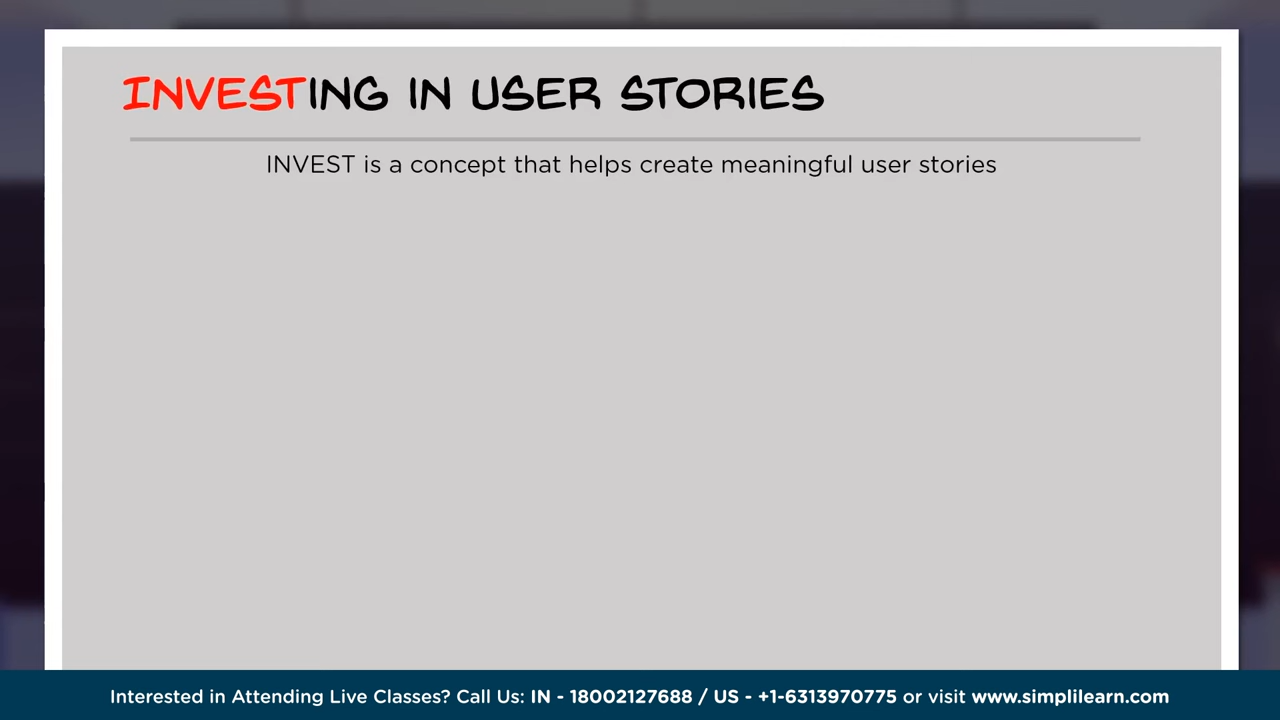 INVESTING IN USER STORIES
INVEST is a concept that helps create meaningful user stories
Interested in Attending Live Classes? Call Us: IN - 18002127688 / US - +1-6313970775 or visit www.simplilearn.com